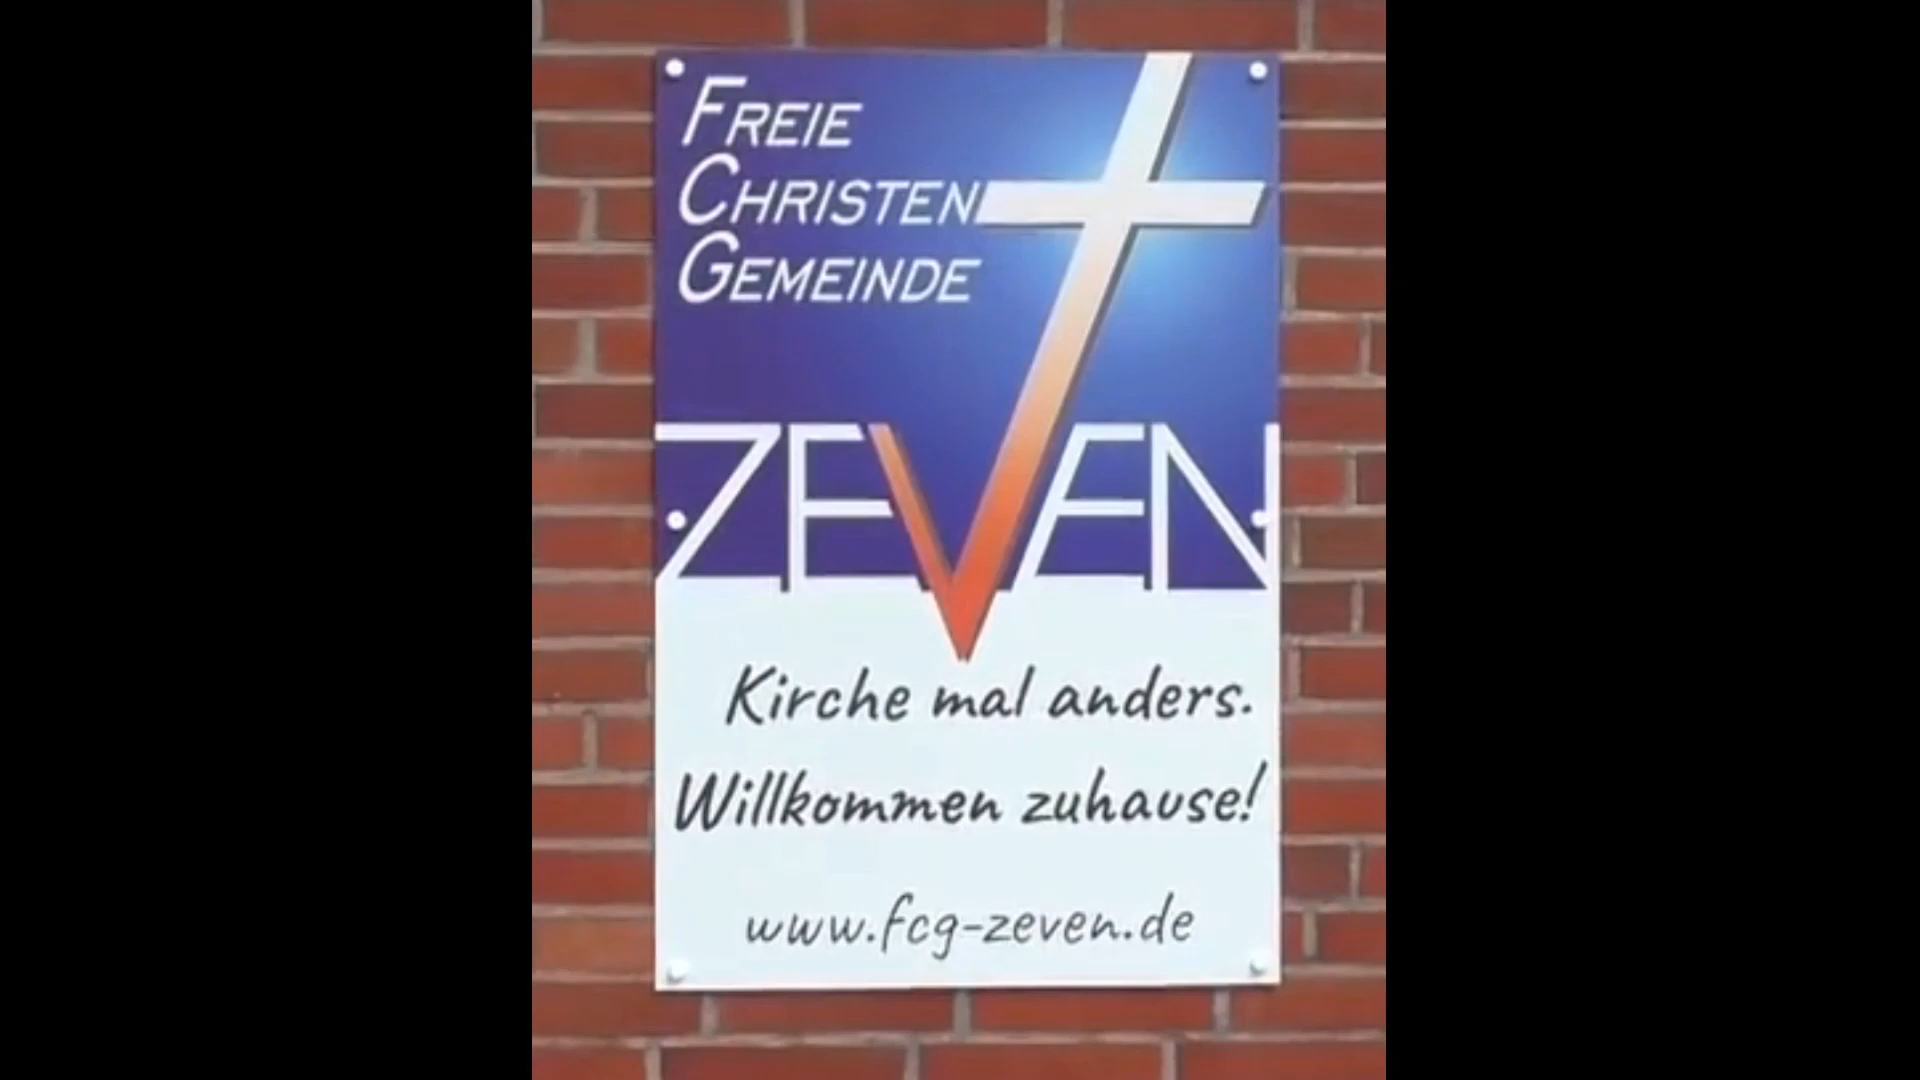 FREIE
CHRISTEN
GEMEINDE
ZEVEN
Kirche mal anders.
Willkommen zuhause!
www.fcg-zeven.de